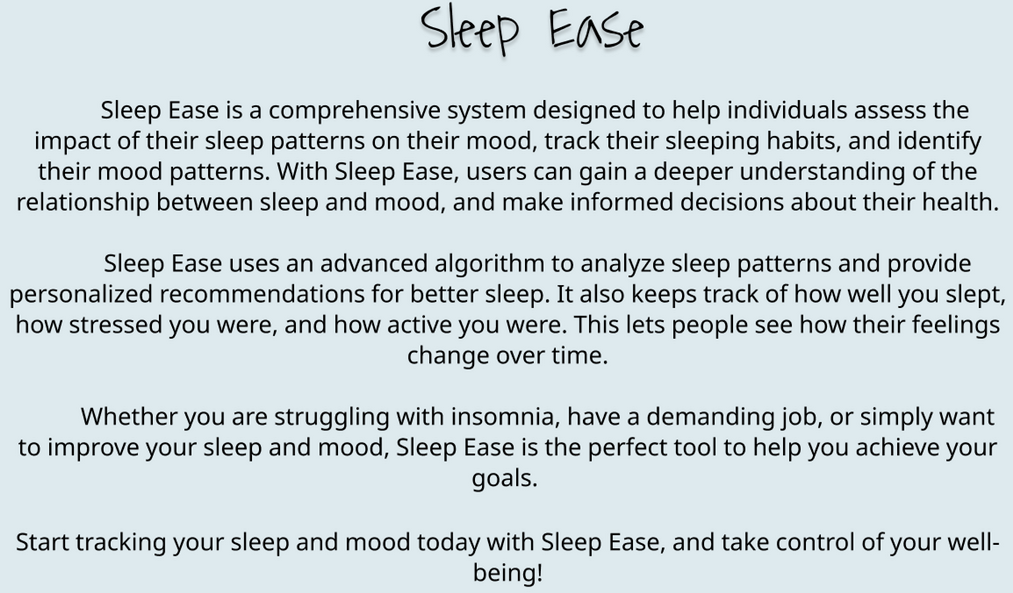 Sleep Ease
Sleep Ease is a comprehensive system designed to help individuals assess the
impact of their sleep patterns on their mood, track their sleeping habits, and identify
their mood patterns. With Sleep Ease, users can gain a deeper understanding of the
relationship between sleep and mood, and make informed decisions about their health.
Sleep Ease uses an advanced algorithm to analyze sleep patterns and provide
personalized recommendations for better sleep. It also keeps track of how well you slept,
how stressed you were, and how active you were. This lets people see how their feelings
change over time.
Whether you are struggling with insomnia, have a demanding job, or simply want
to improve your sleep and mood, Sleep Ease is the perfect tool to help you achieve your
goals.
Start tracking your sleep and mood today with Sleep Ease, and take control of your well-
being!